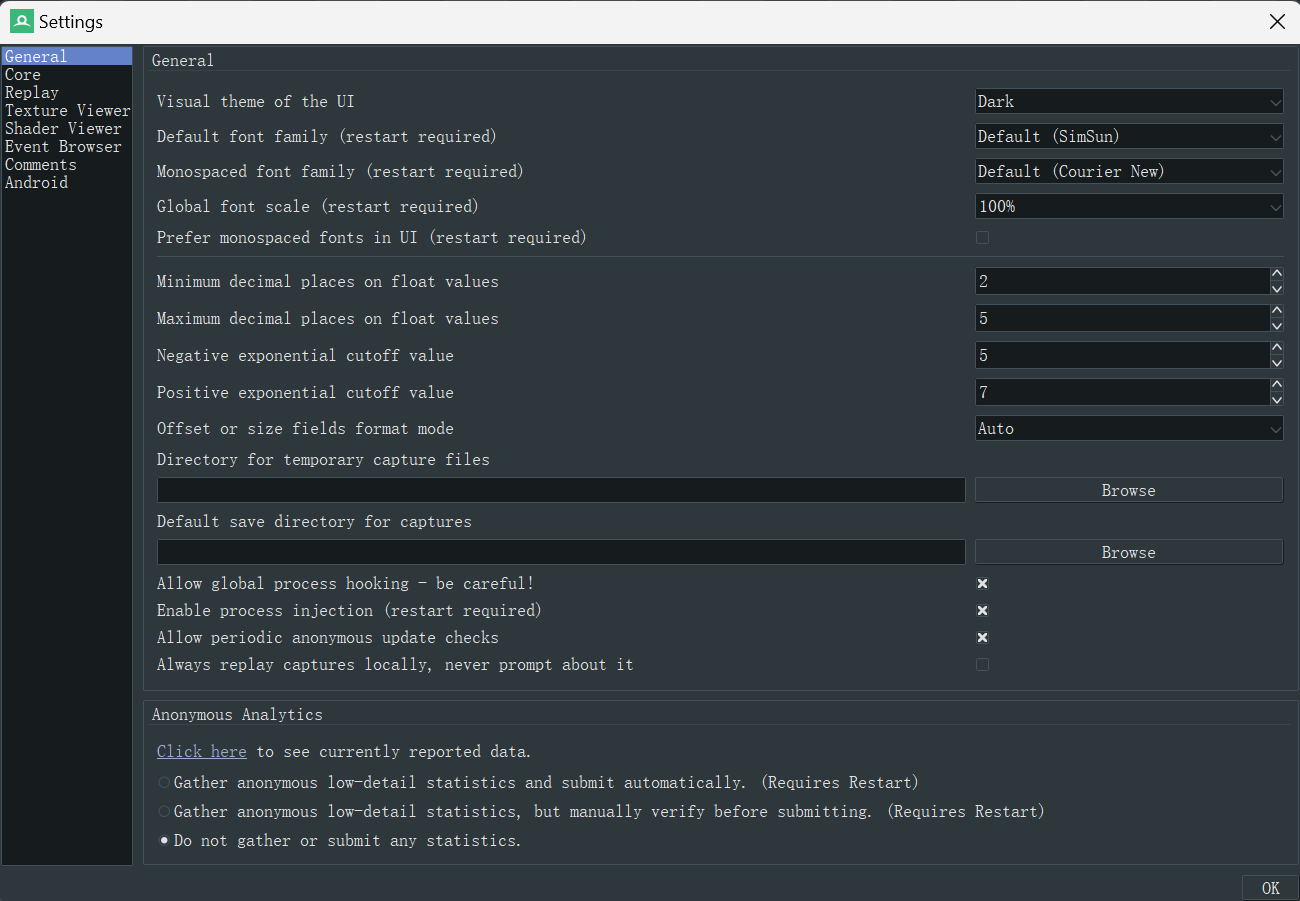 Settings
General
Core
Replay
Texture Viewer
Shader Viewer
Event Browser
Comments
Android
General
Visual theme of the UI
Dark
Default font family (restart required)
Default (SimSun)
Monospaced font family (restart required)
Default (Courier New)
Global font scale (restart required)
100%
Prefer monospaced fonts in UI (restart required)
Minimum decimal places on float values
2
Maximum decimal places on float values
5
Negative exponential cutoff value
5
Positive exponential cutoff value
7
Offset or size fields format mode
Auto
Directory for temporary capture files
Browse
Default save directory for captures
Browse
Allow global process hooking - be careful!
Enable process injection (restart required)
Allow periodic anonymous update checks
Always replay captures locally, never prompt about it
Anonymous Analytics
Click here to see currently reported data.
Gather anonymous low-detail statistics and submit automatically. (Requires Restart)
Gather anonymous low-detail statistics, but manually verify before submitting. (Requires Restart)
Do not gather or submit any statistics.
OK